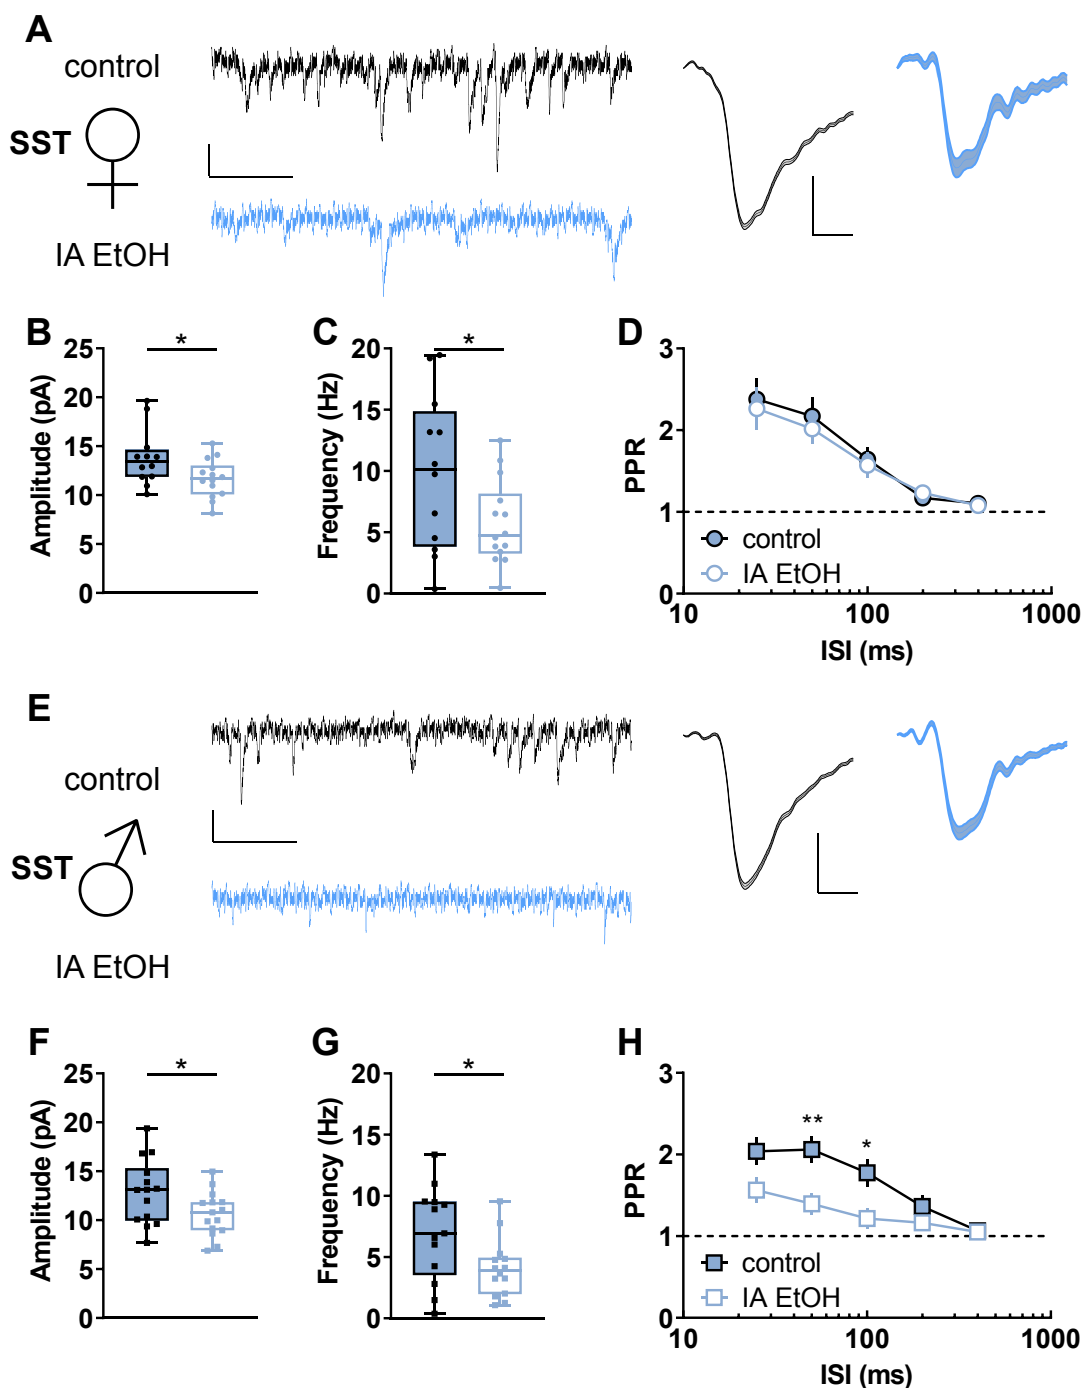 A
control
SST
IA EtOH
B
*
25
20
15
10
5
0
Amplitude (pA)
C
*
20
15
10
5
0
Frequency (Hz)
D
3
2
1
0
PPR
control
IA EtOH
10
100
1000
ISI (ms)
E
control
SST
IA EtOH
F
*
25
20
15
10
5
0
Amplitude (pA)
G
*
20
15
10
5
0
Frequency (Hz)
H
3
2
1
0
PPR
**
*
control
IA EtOH
10
100
1000
ISI (ms)